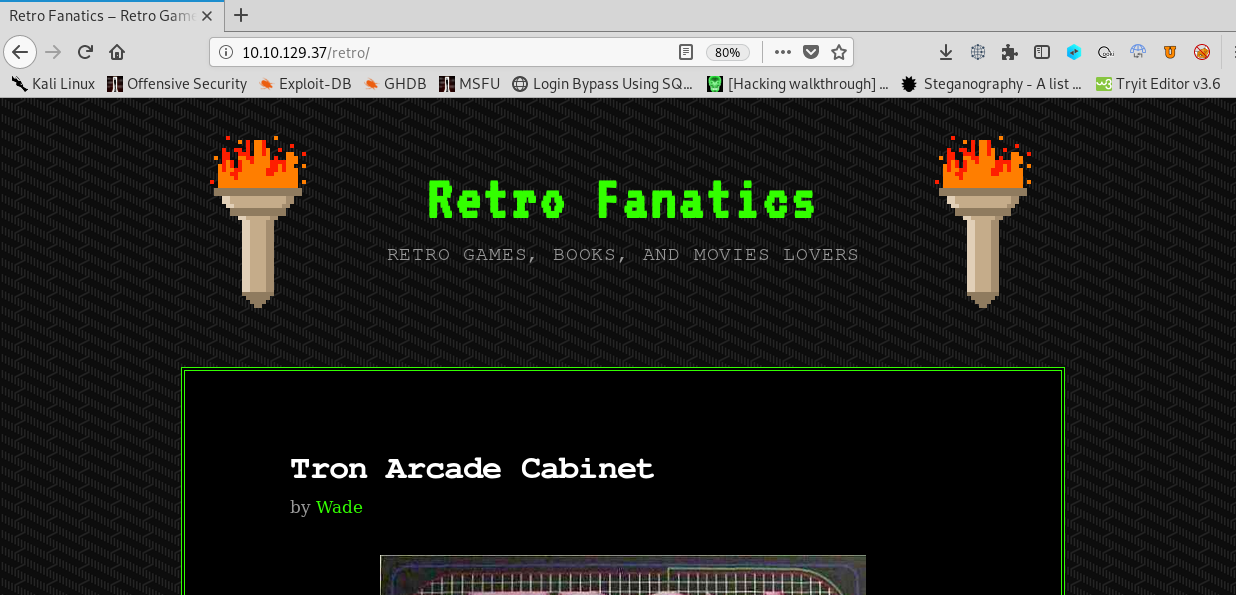 Retro Fanatics – Retro Game
10.10.129.37/retro/
80%
Kali Linux Offensive Security Exploit-DB GHDB MSFU Login Bypass Using SQ... [Hacking walkthrough] ... Steganography - A list ... Tryit Editor v3.6
Retro Fanatics
RETRO GAMES, BOOKS, AND MOVIES LOVERS
Tron Arcade Cabinet
by Wade